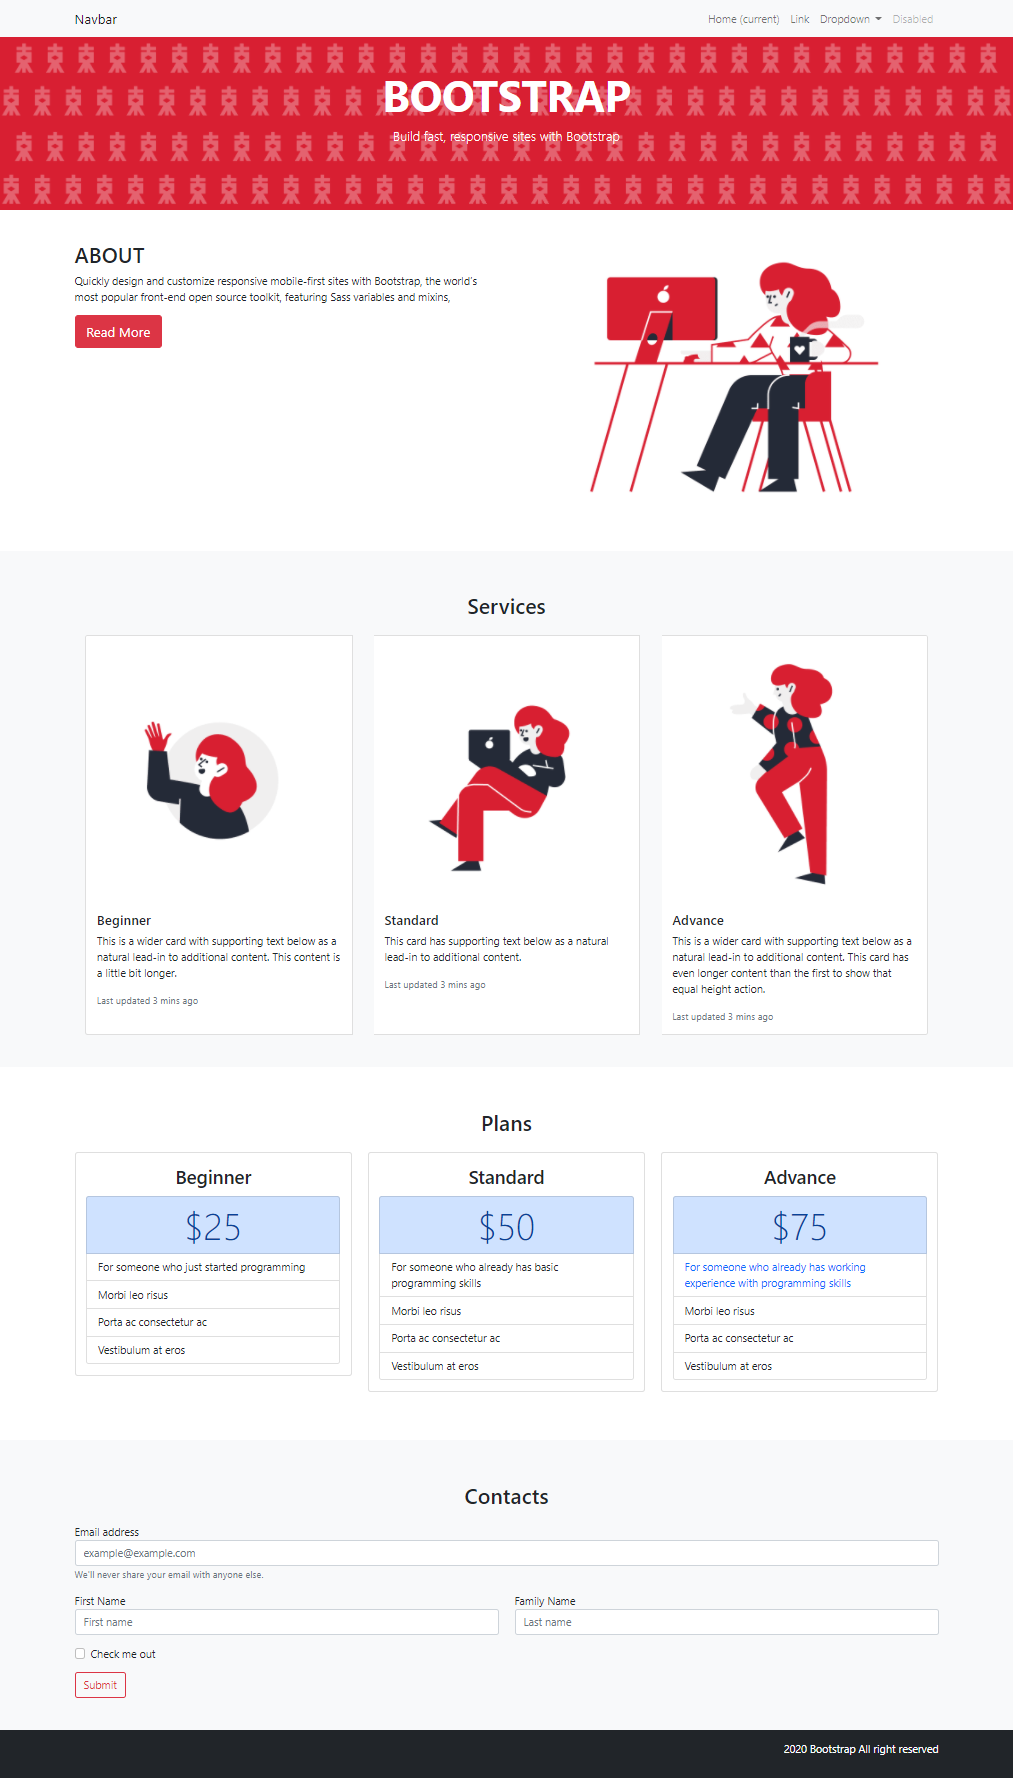 Navbar
Home (current) Link Dropdown Disabled
BOOTSTRAP
Build fast, responsive sites with Bootstrap
ABOUT
Quickly design and customize responsive mobile-first sites with Bootstrap, the world's
most popular front-end open source toolkit, featuring Sass variables and mixins,
Read More
Services
Beginner
This is a wider card with supporting text below as a
natural lead-in to additional content. This content is
a little bit longer.
Last updated 3 mins ago
Standard
This card has supporting text below as a natural
lead-in to additional content.
Last updated 3 mins ago
Advance
This is a wider card with supporting text below as a
natural lead-in to additional content. This card has
even longer content than the first to show that
equal height action.
Last updated 3 mins ago
Plans
Beginner
$25
For someone who just started programming
Morbi leo risus
Porta ac consectetur ac
Vestibulum at eros
Standard
$50
For someone who already has basic
programming skills
Morbi leo risus
Porta ac consectetur ac
Vestibulum at eros
Advance
$75
For someone who already has working
experience with programming skills
Morbi leo risus
Porta ac consectetur ac
Vestibulum at eros
Contacts
Email address
example@example.com
We'll never share your email with anyone else.
First Name
First name
Family Name
Last name
Check me out
Submit
2020 Bootstrap All right reserved